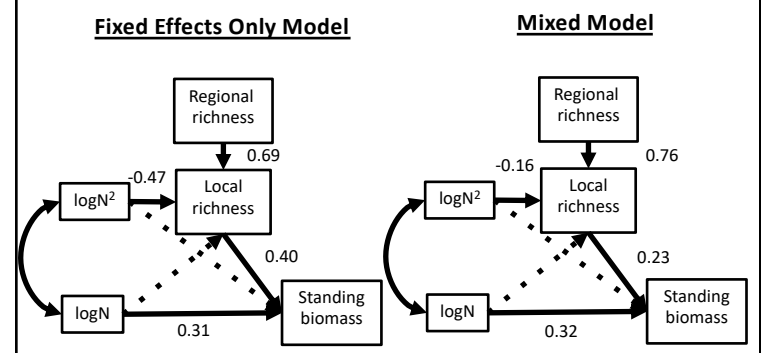 Fixed Effects Only Model
Regional
richness
0.69
-0.47
logN²
Local
richness
0.40
logN
0.31
Standing
biomass
Mixed Model
Regional
richness
0.76
-0.16
logN²
Local
richness
0.23
logN
0.32
Standing
biomass